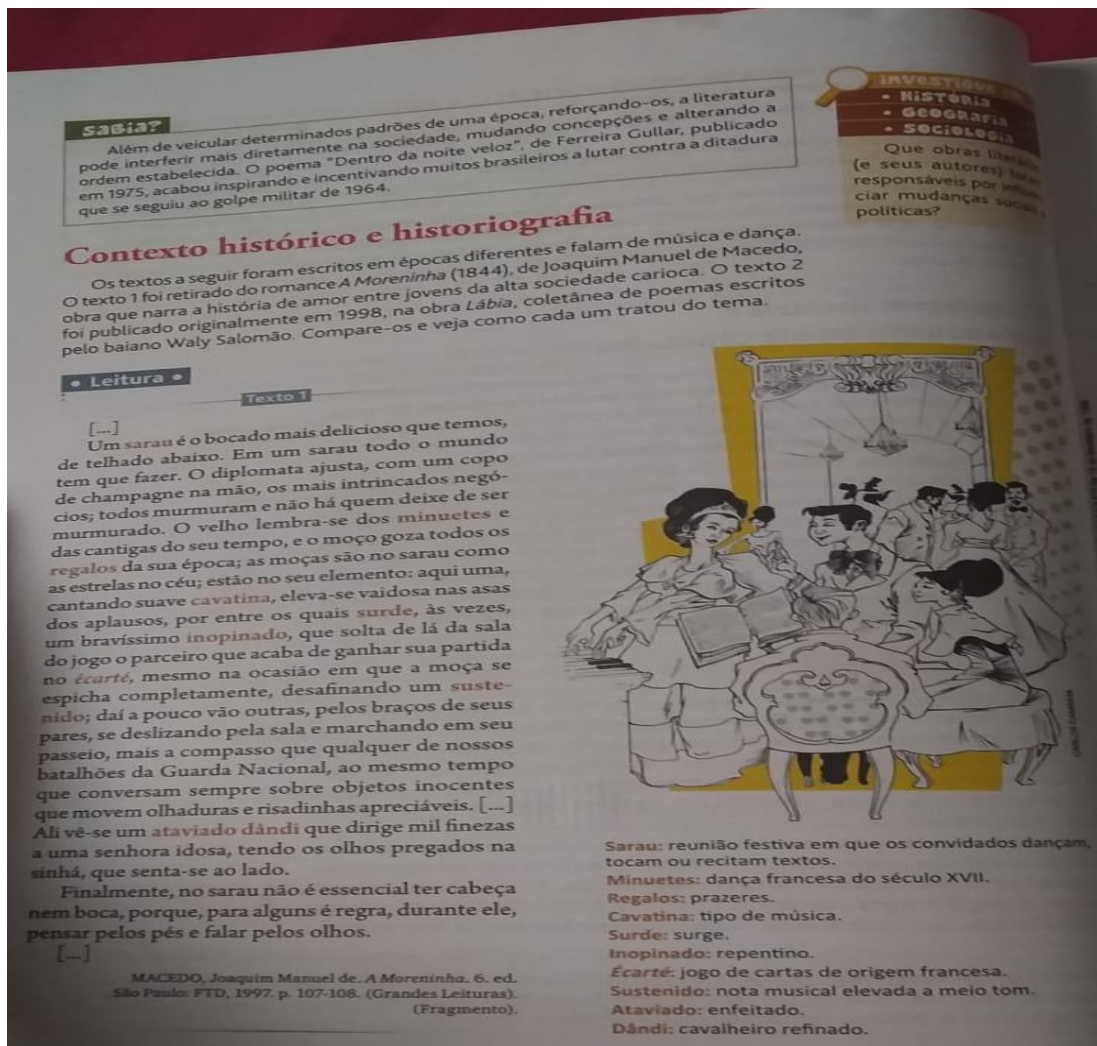 SaBia?
Além de veicular determinados padrões de uma época, reforçando-os, a literatura
pode interferir mais diretamente na sociedade, mudando concepções e alterando a
ordem estabelecida. O poema "Dentro da noite veloz", de Ferreira Gullar, publicado
em 1975, acabou inspirando e incentivando muitos brasileiros a lutar contra a ditadura
que se seguiu ao golpe militar de 1964.
INVESTIGUE
• HISTÓRIA
• GEOGRAFIA
• SOCIOLOGIA
Que obras
(e seus autores)
responsáveis por
ciar mudanças
políticas?
Contexto histórico e historiografia
Os textos a seguir foram escritos em épocas diferentes e falam de música e dança.
O texto 1 foi retirado do romance A Moreninha (1844), de Joaquim Manuel de Macedo,
obra que narra a história de amor entre jovens da alta sociedade carioca. O texto 2
foi publicado originalmente em 1998, na obra Lábia, coletânea de poemas escritos
pelo baiano Waly Salomão. Compare-os e veja como cada um tratou do tema.
• Leitura •
Texto 1
[...]
Um sarau é o bocado mais delicioso que temos,
de telhado abaixo. Em um sarau todo o mundo
tem que fazer. O diplomata ajusta, com um copo
de champagne na mão, os mais intrincados negó-
cios; todos murmuram e não há quem deixe de ser
murmurado. O velho lembra-se dos minuetes e
das cantigas do seu tempo, e o moço goza todos os
regalos da sua época; as moças são no sarau como
as estrelas no céu; estão no seu elemento: aqui uma,
cantando suave cavatina, eleva-se vaidosa nas asas
dos aplausos, por entre os quais surde, às vezes,
um bravíssimo inopinado, que solta de lá da sala
do jogo o parceiro que acaba de ganhar sua partida
no écarté, mesmo na ocasião em que a moça se
espicha completamente, desafinando um suste-
nido; daí a pouco vão outras, pelos braços de seus
pares, se deslizando pela sala e marchando em seu
passeio, mais a compasso que qualquer de nossos
batalhões da Guarda Nacional, ao mesmo tempo
que conversam sempre sobre objetos inocentes
que movem olhaduras e risadinhas apreciáveis. [...]
Ali vê-se um ataviado dândi que dirige mil finezas
a uma senhora idosa, tendo os olhos pregados na
sinhá, que senta-se ao lado.
Finalmente, no sarau não é essencial ter cabeça
nem boca, porque, para alguns é regra, durante ele,
pensar pelos pés e falar pelos olhos.
[...]
MACEDO, Joaquim Manuel de. A Moreninha. 6. ed.
São Paulo: FTD, 1997. p. 107-108. (Grandes Leituras).
(Fragmento).
CARLOS CAMINHA
Sarau: reunião festiva em que os convidados dançam,
tocam ou recitam textos.
Minuetes: dança francesa do século XVII.
Regalos: prazeres.
Cavatina: tipo de música.
Surde: surge.
Inopinado: repentino.
Écarté: jogo de cartas de origem francesa.
Sustenido: nota musical elevada a meio tom.
Ataviado: enfeitado.
Dândi: cavalheiro refinado.